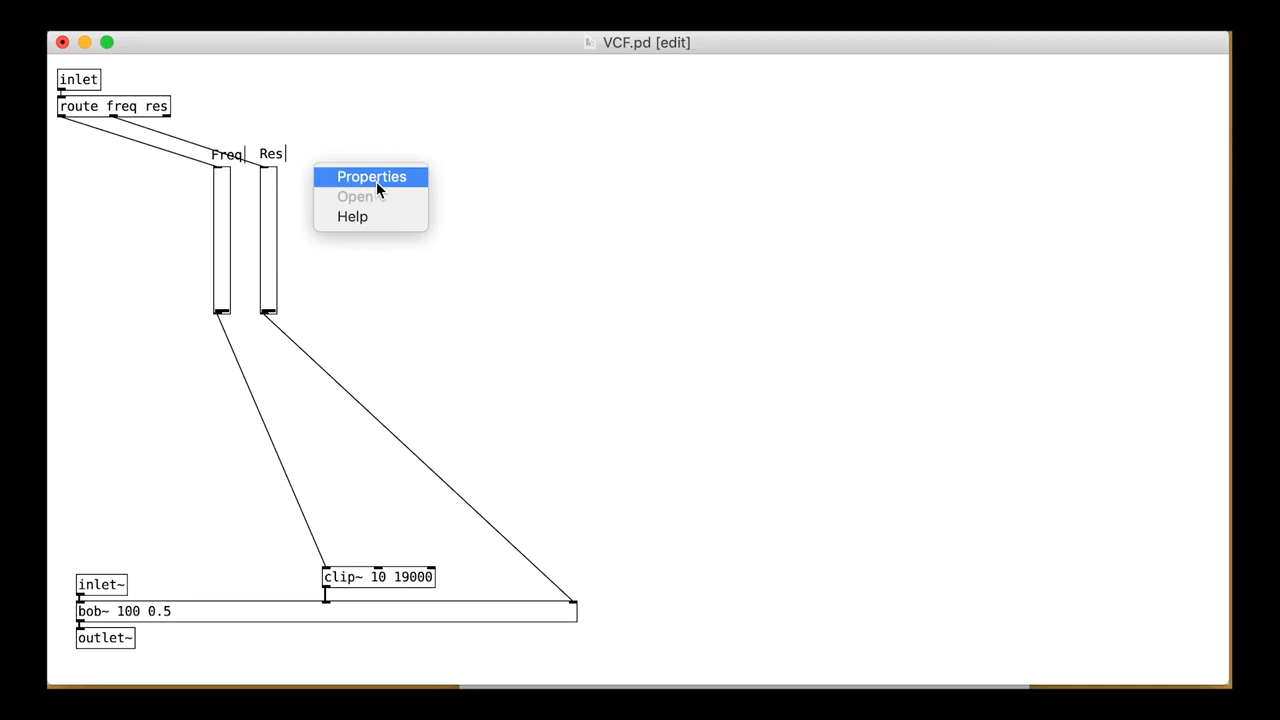 VCF.pd [edit]
inlet
route freq res
Freq
Res
Properties
Open
Help
clip~ 10 19000
inlet~
bob~ 100 0.5
outlet~